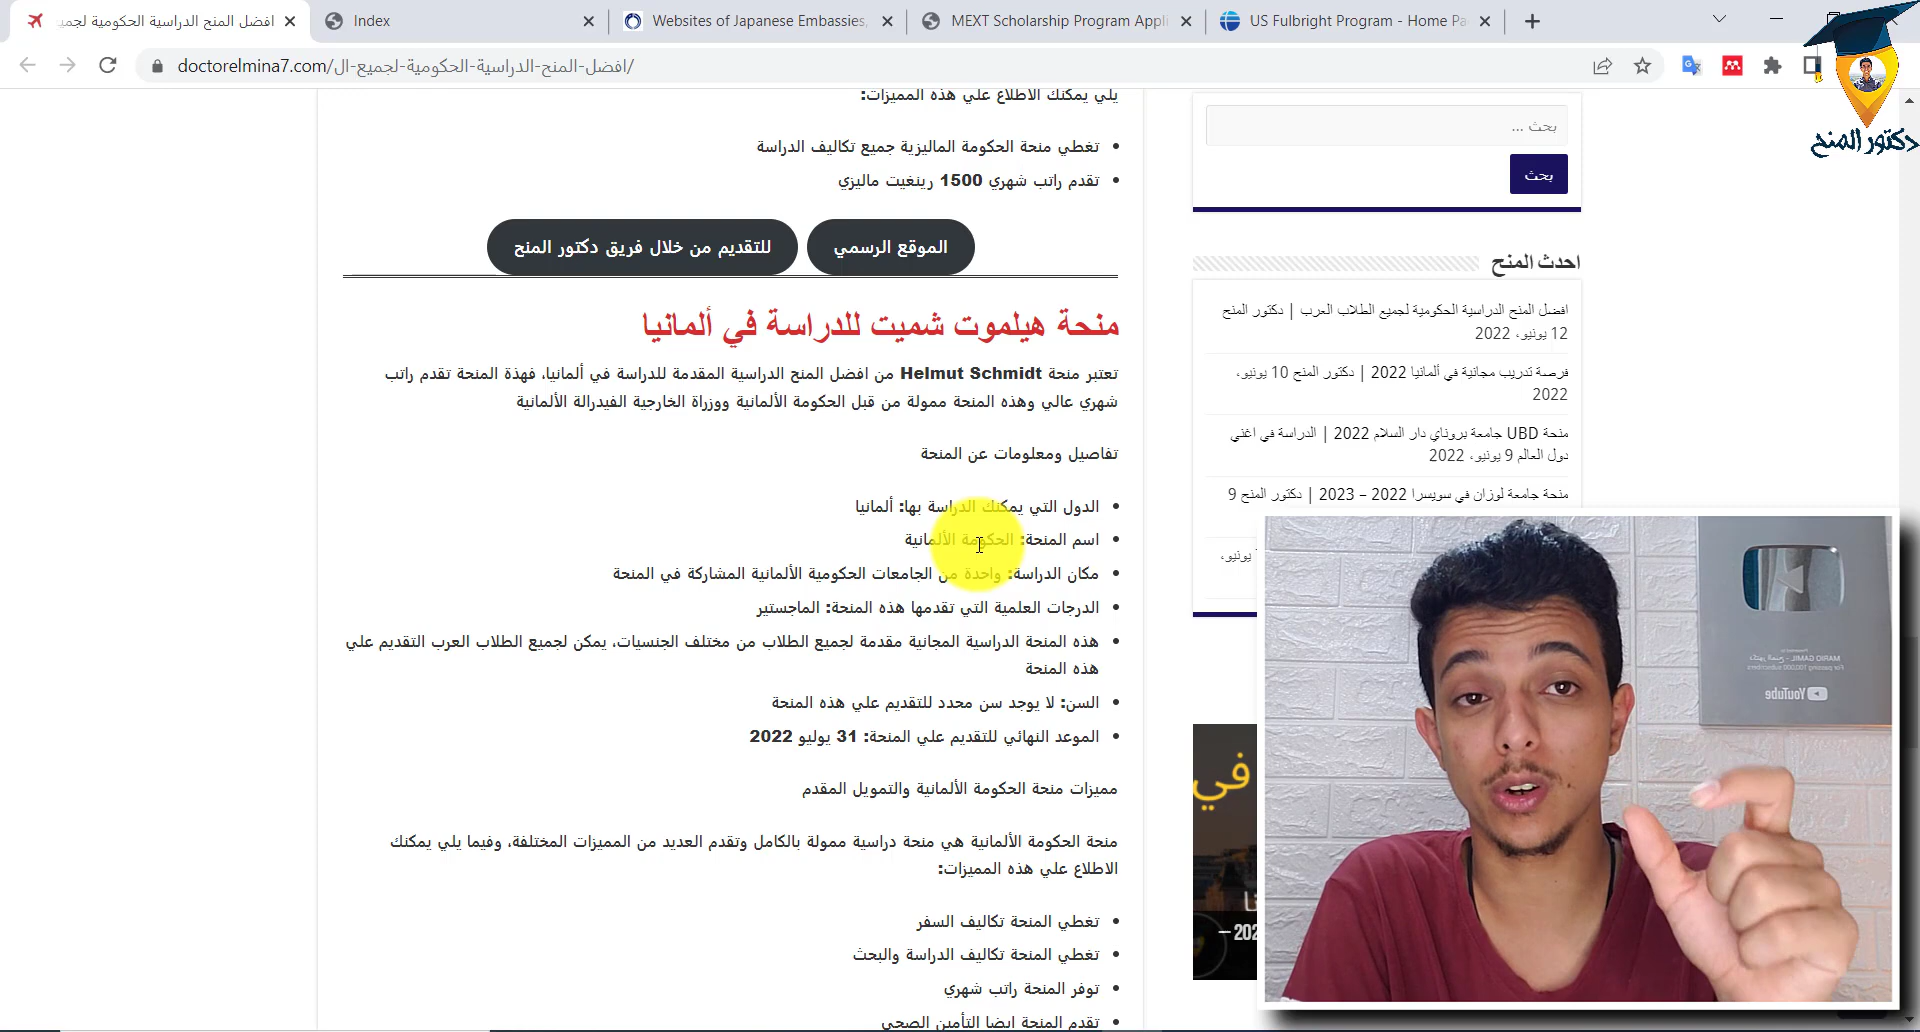 افضل المنح الدراسية الحكومية لجميع
Index
Websites of Japanese Embassies,
MEXT Scholarship Program Appli
US Fulbright Program - Home Pa
doctorelmina7.com/افضل-المنح-الدراسية-الحكومية-لجميع-ال/
دكتور المنح
يلي يمكنك الاطلاع علي هذه المميزات:
تغطي منحة الحكومة الماليزية جميع تكاليف الدراسة
تقدم راتب شهري 1500 رينغيت ماليزي
الموقع الرسمي
للتقديم من خلال فريق دكتور المنح
منحة هيلموت شميت للدراسة في ألمانيا
تعتبر منحة Helmut Schmidt من افضل المنح الدراسية المقدمة للدراسة في ألمانيا، فهذة المنحة تقدم راتب
شهري عالي وهذه المنحة ممولة من قبل الحكومة الألمانية ووزراة الخارجية الفيدرالة الألمانية
تفاصيل ومعلومات عن المنحة
الدول التي يمكنك الدراسة بها: ألمانيا
اسم المنحة: الحكومة الألمانية
مكان الدراسة: واحدة من الجامعات الحكومية الألمانية المشاركة في المنحة
الدرجات العلمية التي تقدمها هذه المنحة: الماجستير
هذه المنحة الدراسية المجانية مقدمة لجميع الطلاب من مختلف الجنسيات، يمكن لجميع الطلاب العرب التقديم علي
هذه المنحة
السن: لا يوجد سن محدد للتقديم علي هذه المنحة
الموعد النهائي للتقديم علي المنحة: 31 يوليو 2022
مميزات منحة الحكومة الألمانية والتمويل المقدم
منحة الحكومة الألمانية هي منحة دراسية ممولة بالكامل وتقدم العديد من المميزات المختلفة، وفيما يلي يمكنك
الاطلاع علي هذه المميزات:
تغطي المنحة تكاليف السفر
تغطي المنحة تكاليف الدراسة والبحث
توفر المنحة راتب شهري
تقدم المنحة ايضا التأمين الصحي
بحث ...
بحث
احدث المنح
افضل المنح الدراسية الحكومية لجميع الطلاب العرب | دكتور المنح
12 يونيو، 2022
فرصة تدريب مجانية في ألمانيا 2022 | دكتور المنح 10 يونيو،
2022
منحة UBD جامعة بروناي دار السلام 2022 | الدراسة في اغني
دول العالم 9 يونيو، 2022
منحة جامعة لوزان في سويسرا 2022 – 2023 | دكتور المنح 9
يونيو،
في
MARIO GAMIL - دكتور المنح
For passing 100,000 subscribers
YouTube